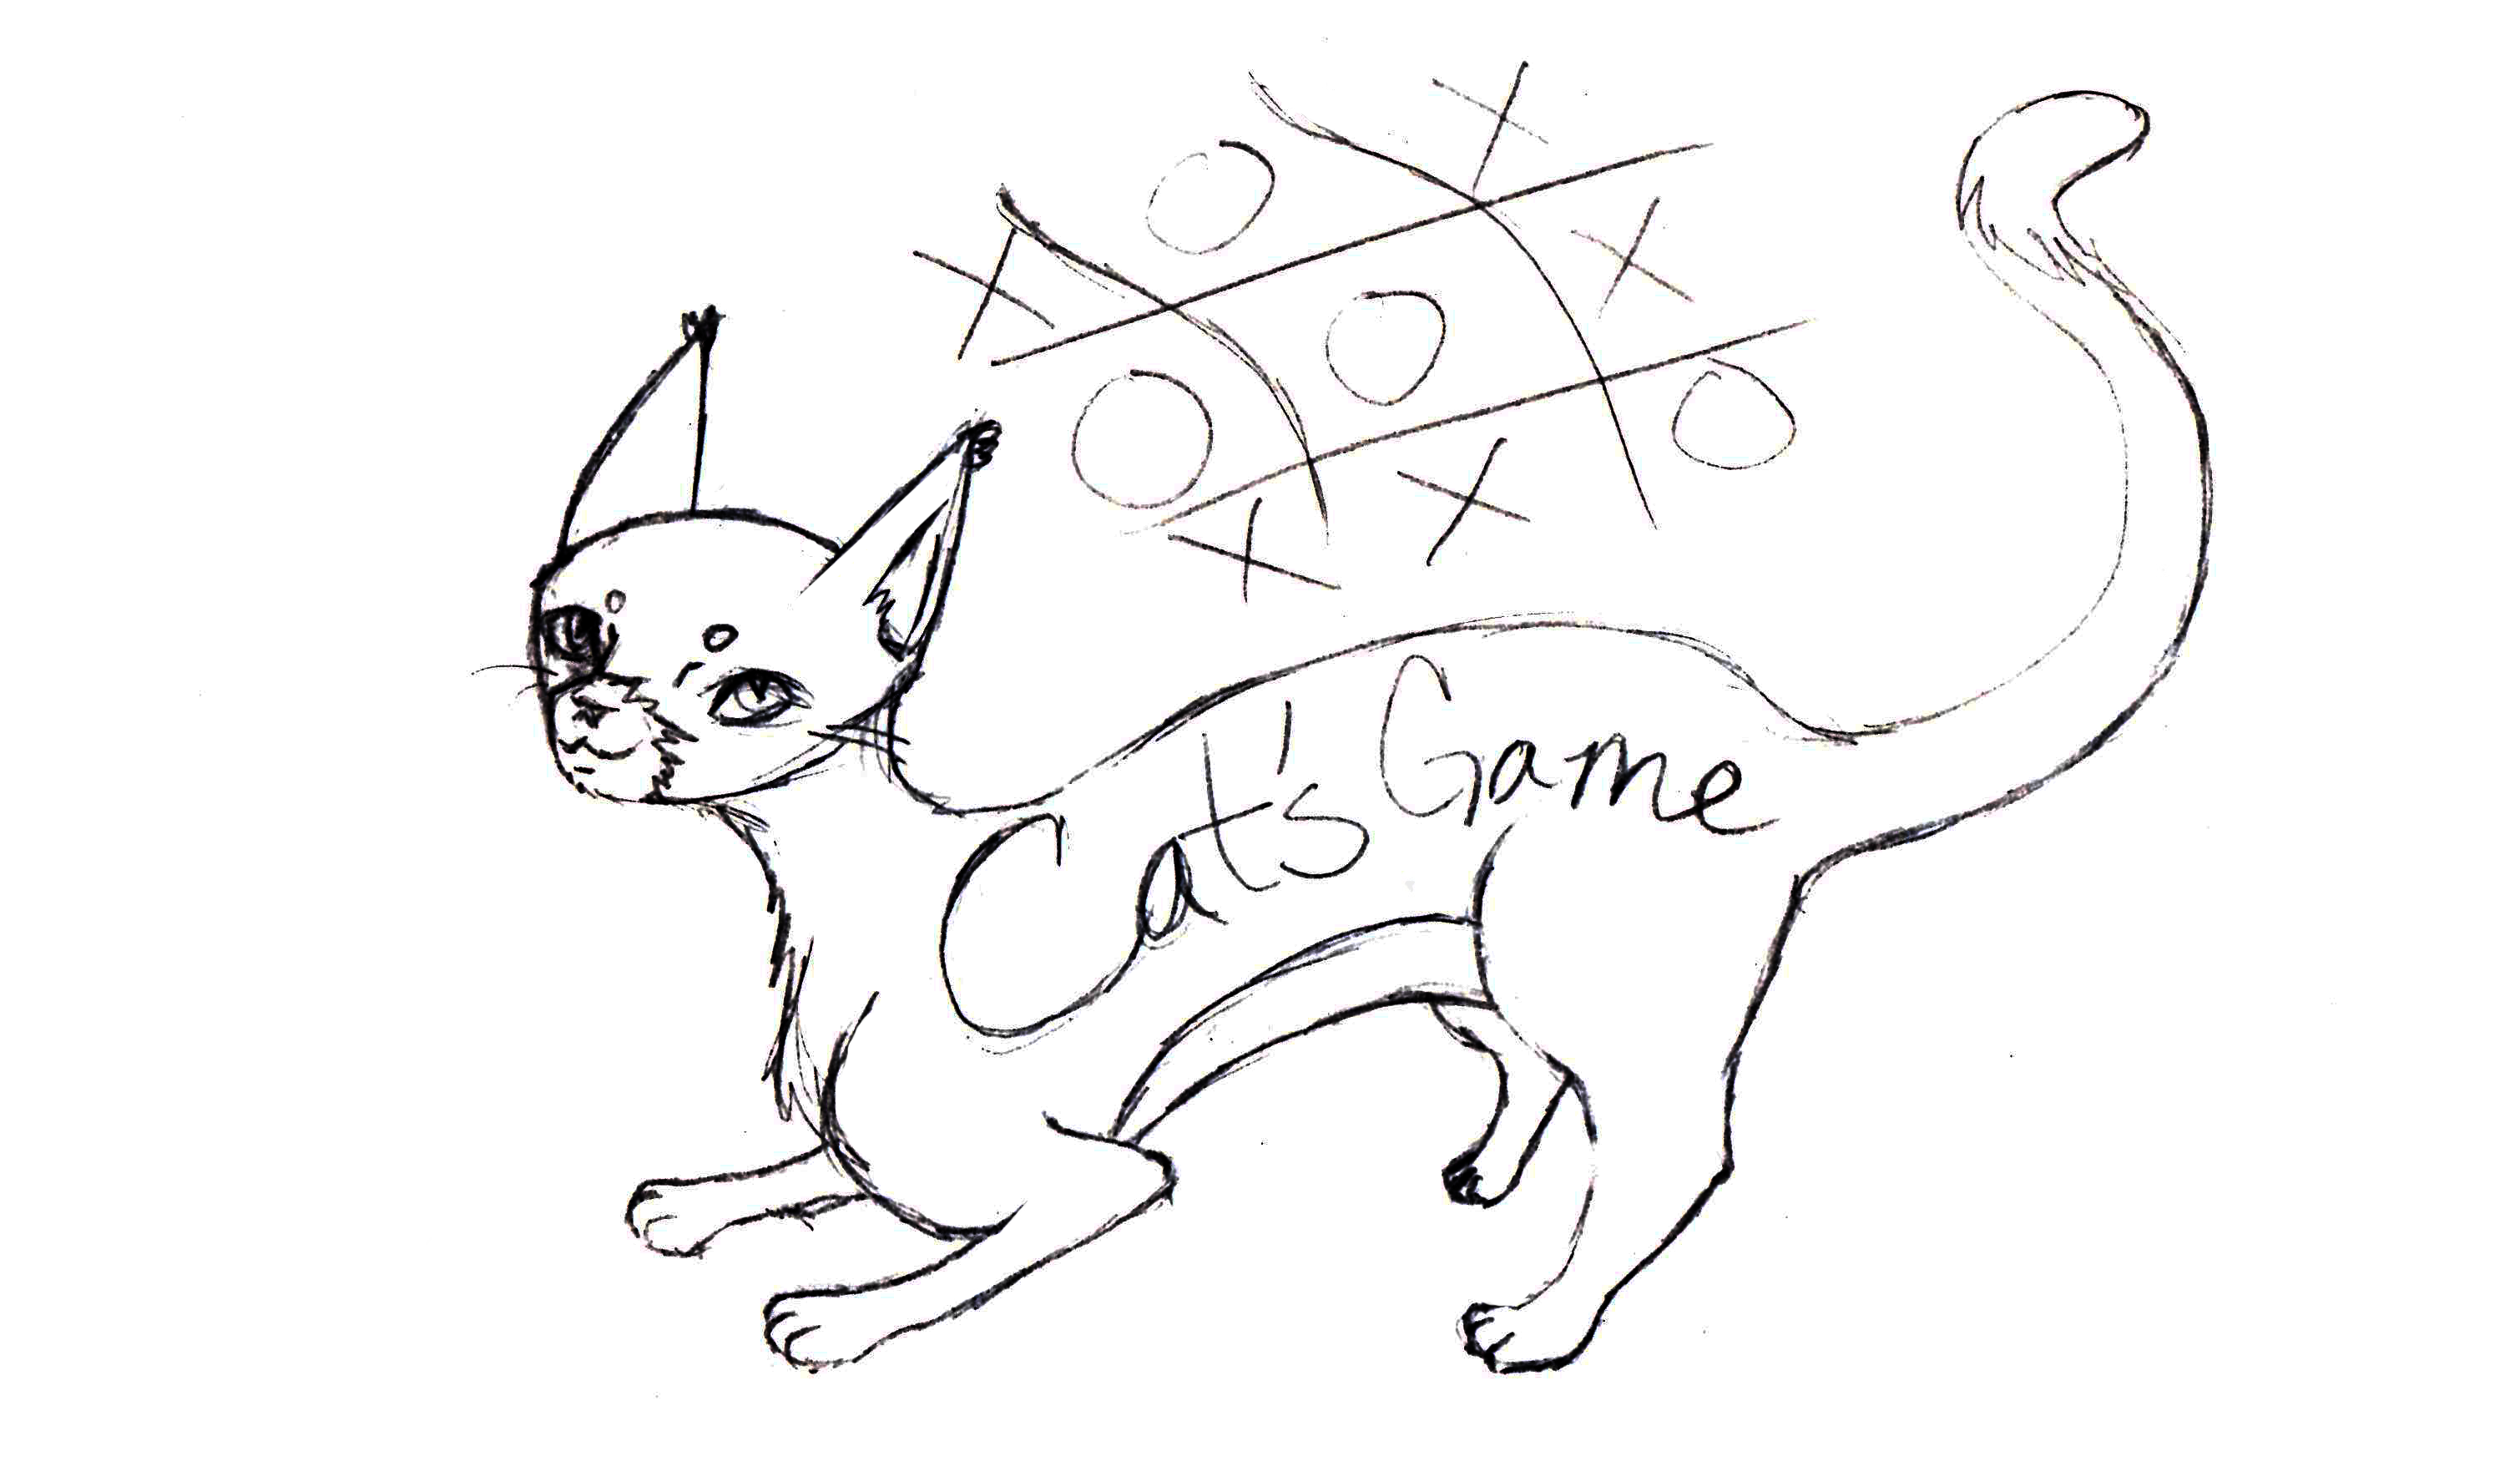 X O X
O O X
X X O
Cat's Game